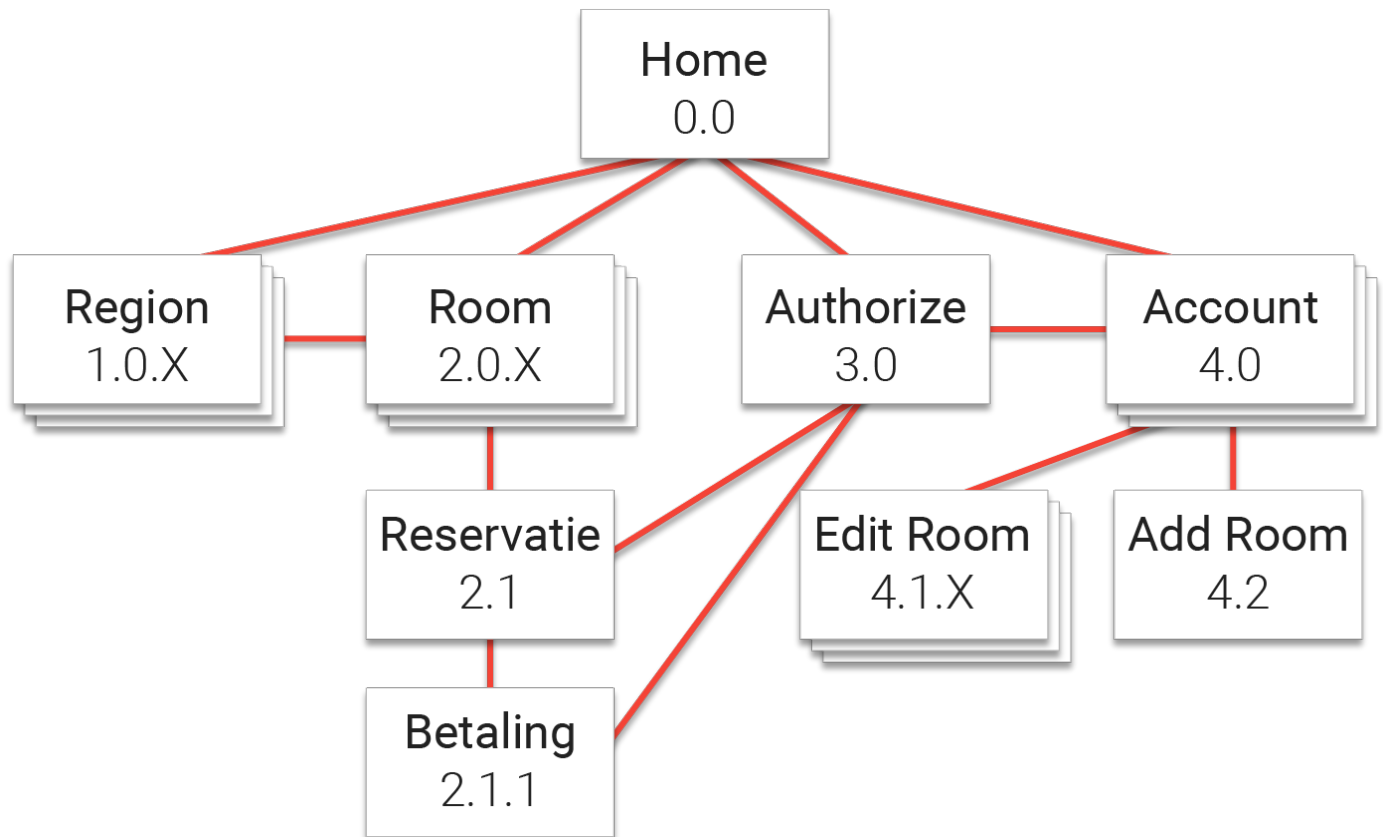 Home
0.0
Region
1.0.X
Room
2.0.X
Authorize
3.0
Account
4.0
Reservatie
2.1
Edit Room
4.1.X
Add Room
4.2
Betaling
2.1.1